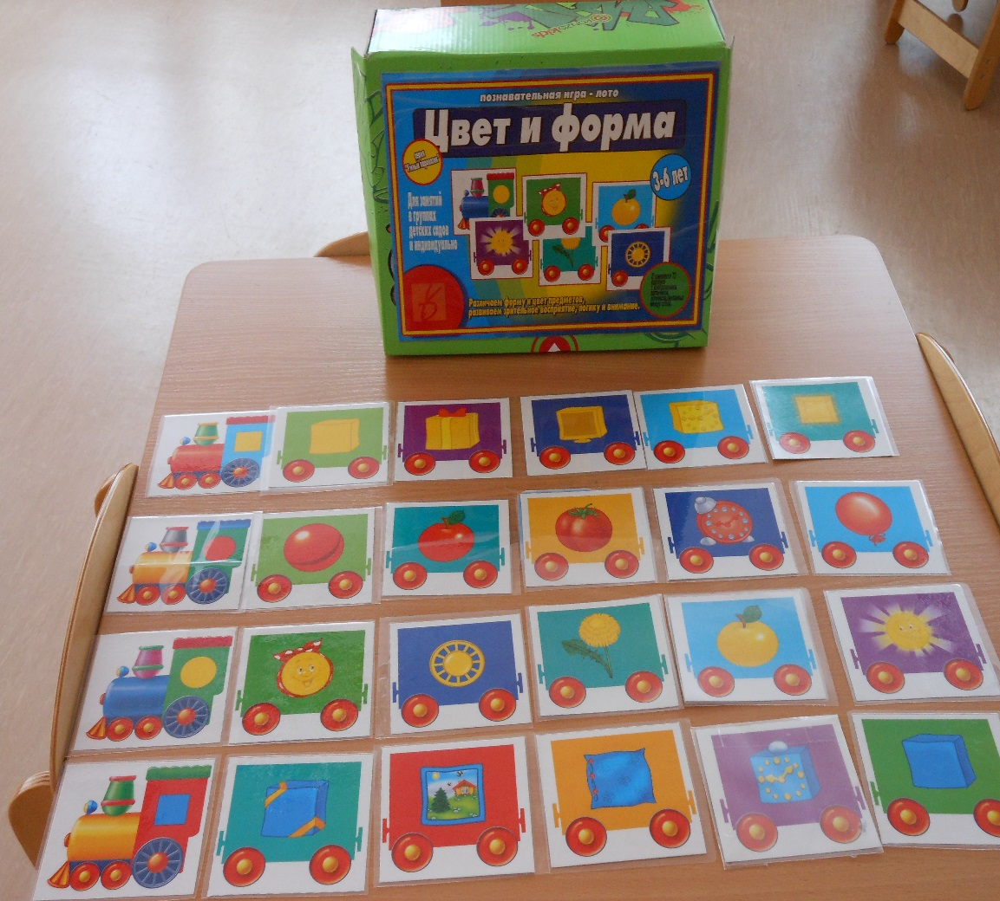 познавательная игра - лото
Цвет и форма
3-6 лет
Для занятий
в группах
детских садов
и индивидуально
Различаем форму и цвет предметов,
развиваем зрительное восприятие, логику и внимание.